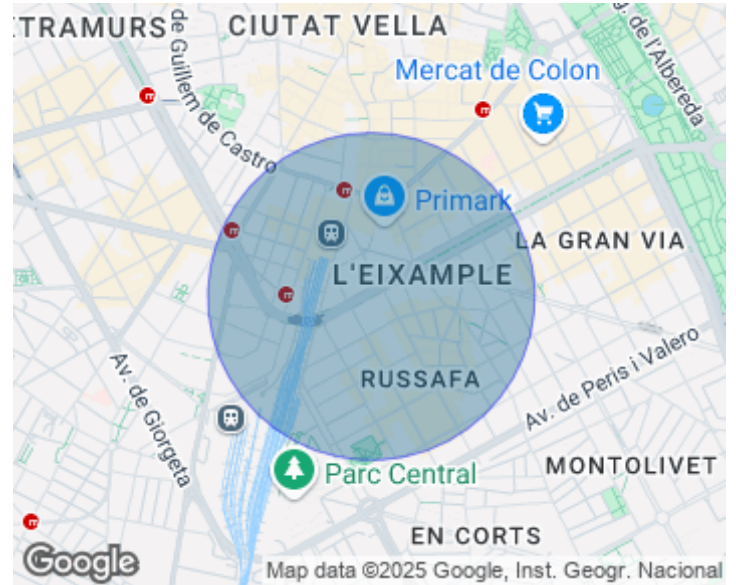 TRAMURS
CIUTAT VELLA
de Guillem de Castro
g. de l'Albereda
Mercat de Colon
Primark
LA GRAN VIA
L'EIXAMPLE
RUSSAFA
Av. de Giorgeta
Av. de Peris i Valero
Parc Central
MONTOLIVET
EN CORTS
Google
Map data ©2025 Google, Inst. Geogr. Nacional